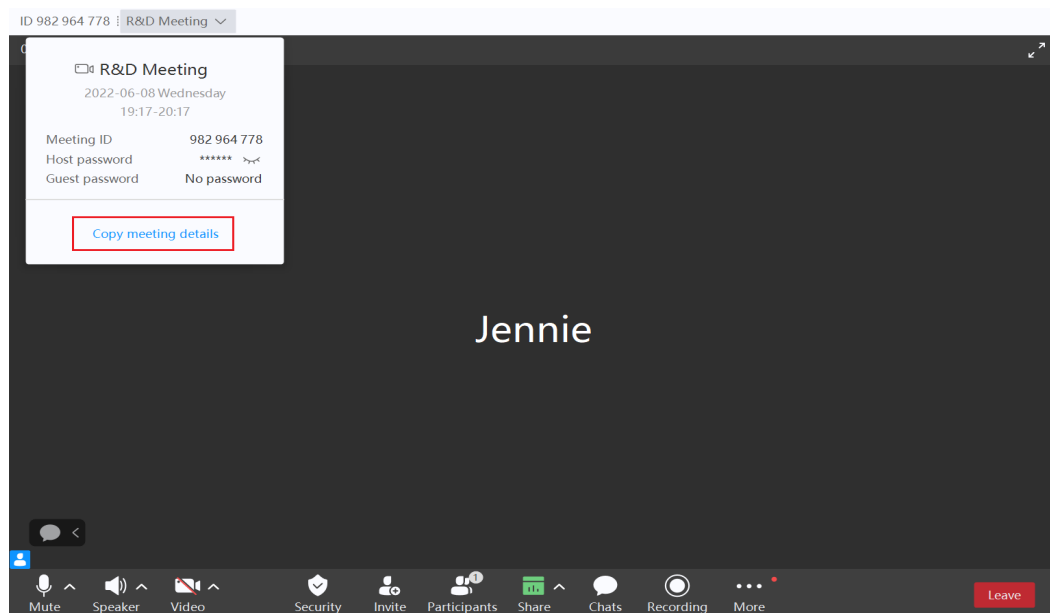 ID 982 964 778 R&D Meeting
R&D Meeting
2022-06-08 Wednesday
19:17-20:17
Meeting ID 982 964 778
Host password ******
Guest password No password
Copy meeting details
Jennie
1
Mute Speaker Video Security Invite Participants Share Chats Recording More Leave